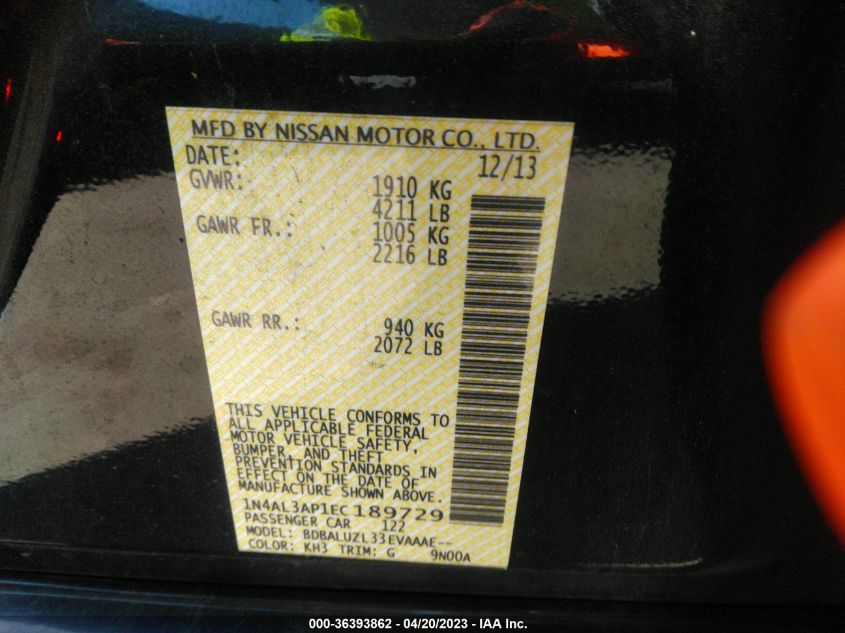 MFD BY NISSAN MOTOR CO., LTD.
DATE: 12/13
GVWR: 1910 KG
4211 LB
GAWR FR.: 1005 KG
2216 LB
GAWR RR.: 940 KG
2072 LB
THIS VEHICLE CONFORMS TO
ALL APPLICABLE FEDERAL
MOTOR VEHICLE SAFETY,
BUMPER, AND THEFT
PREVENTION STANDARDS IN
EFFECT ON THE DATE OF
MANUFACTURE SHOWN ABOVE.
1N4AL3AP1EC189729
PASSENGER CAR 122
MODEL: BDBALUZL33EVAAAE--
COLOR: KH3 TRIM: G 9N00A
000-36393862 - 04/20/2023 - IAA Inc.